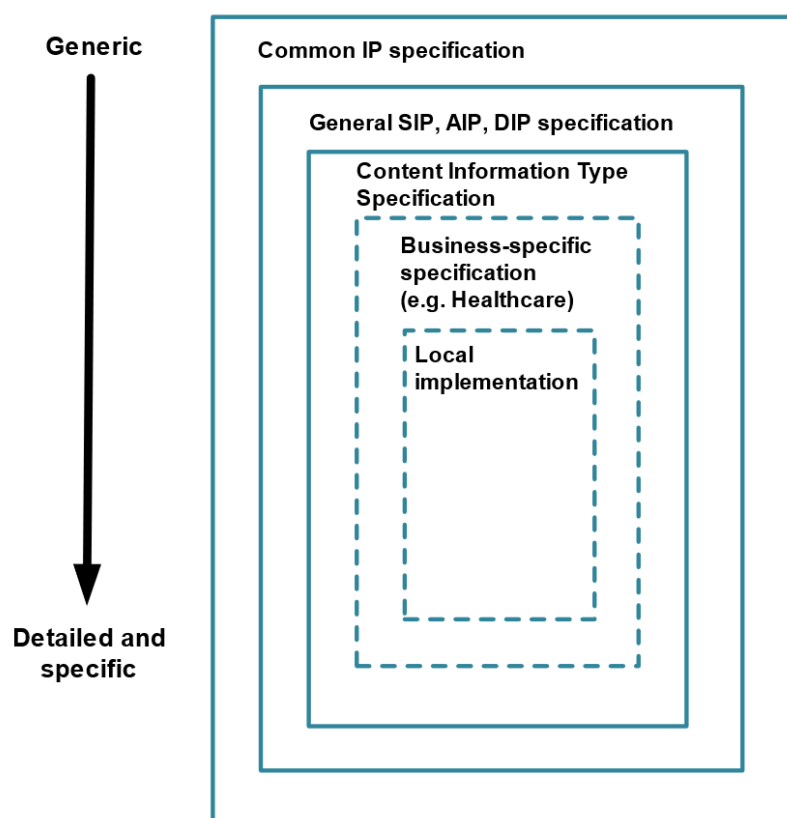 Generic
Common IP specification
General SIP, AIP, DIP specification
Content Information Type
Specification
Business-specific
specification
(e.g. Healthcare)
Local
implementation
Detailed and
specific